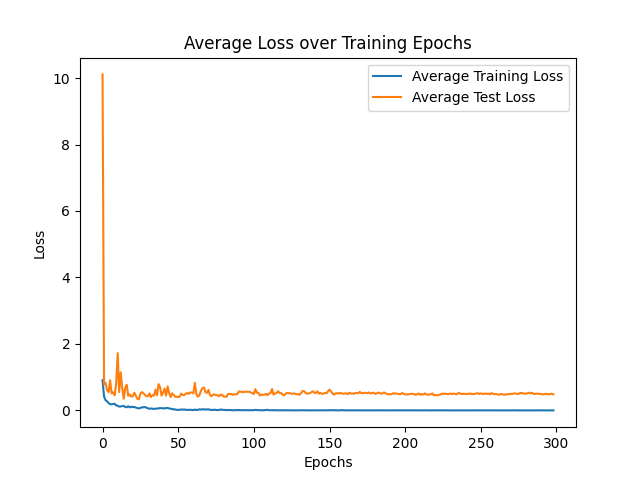 Average Loss over Training Epochs
Average Training Loss
Average Test Loss
Loss
10
8
6
4
2
0
0 50 100 150 200 250 300
Epochs